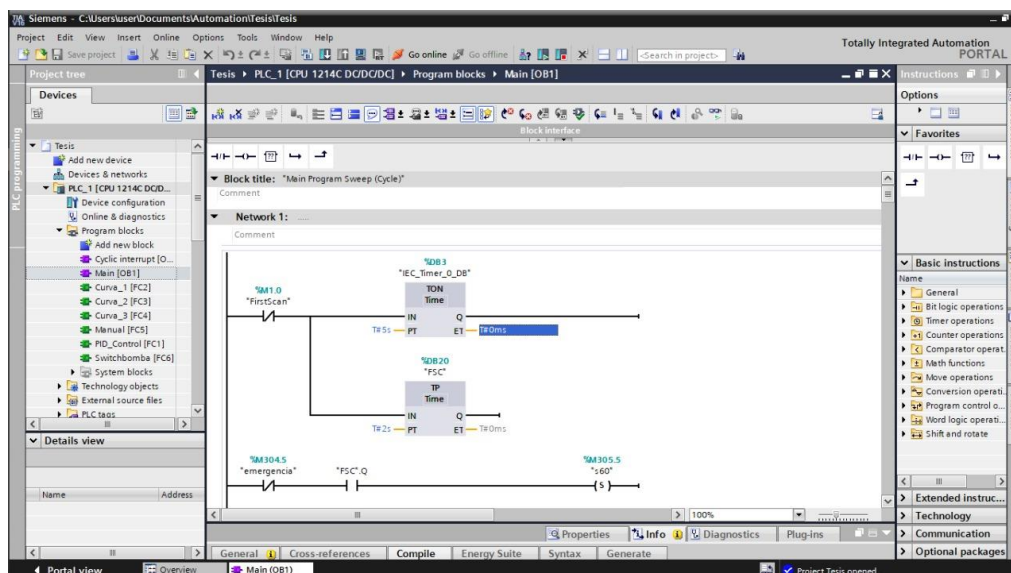 Siemens - C:\Users\user\Documents\Automation\Tesis\Tesis
Project Edit View Insert Online Options Tools Window Help
Totally Integrated Automation
PORTAL
Save project
Go online
Go offline
<Search in project>
Project tree
Tesis PLC_1 [CPU 1214C DC/DC/DC] Program blocks Main [OB1]
Instructions
Devices
Options
PLC programming
Block interface
Favorites
Tesis
Add new device
Devices & networks
PLC_1 [CPU 1214C DC/D...
Device configuration
Online & diagnostics
Program blocks
Add new block
Cyclic interrupt [O...
Main [OB1]
Curva_1 [FC2]
Curva_2 [FC3]
Curva_3 [FC4]
Manual [FC5]
PID_Control [FC1]
Switchbomba [FC6]
System blocks
Technology objects
External source files
PLC tags
Details view
Name Address
Block title: "Main Program Sweep (Cycle)"
Comment
Network 1: .....
Comment
%DB3
"IEC_Timer_0_DB"
%M1.0
"FirstScan"
TON
Time
IN Q
T#5s PT ET T#0ms
%DB20
"FSC"
TP
Time
IN Q
T#2s PT ET T#0ms
%M304.5
"emergencia"
"FSC".Q
%M305.5
"s60"
S
100%
Basic instructions
Name
General
Bit logic operations
Timer operations
Counter operations
Comparator operat.
Math functions
Move operations
Conversion operati.
Program control o...
Word logic operati..
Shift and rotate
Extended instruc...
Technology
Communication
Optional packages
Properties Info Diagnostics Plug-ins
General Cross-references Compile Energy Suite Syntax Generate
Portal view Overview Main (OB1) Project Tesis opened.